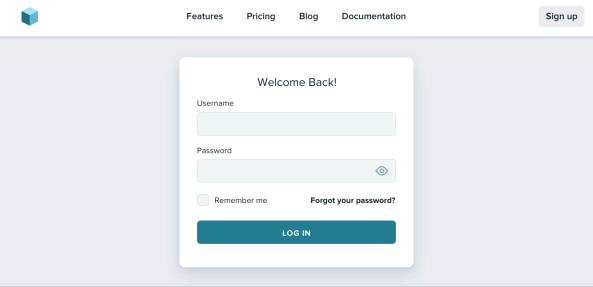 Features Pricing Blog Documentation Sign up
Welcome Back!
Username
Password
Remember me Forgot your password?
LOG IN